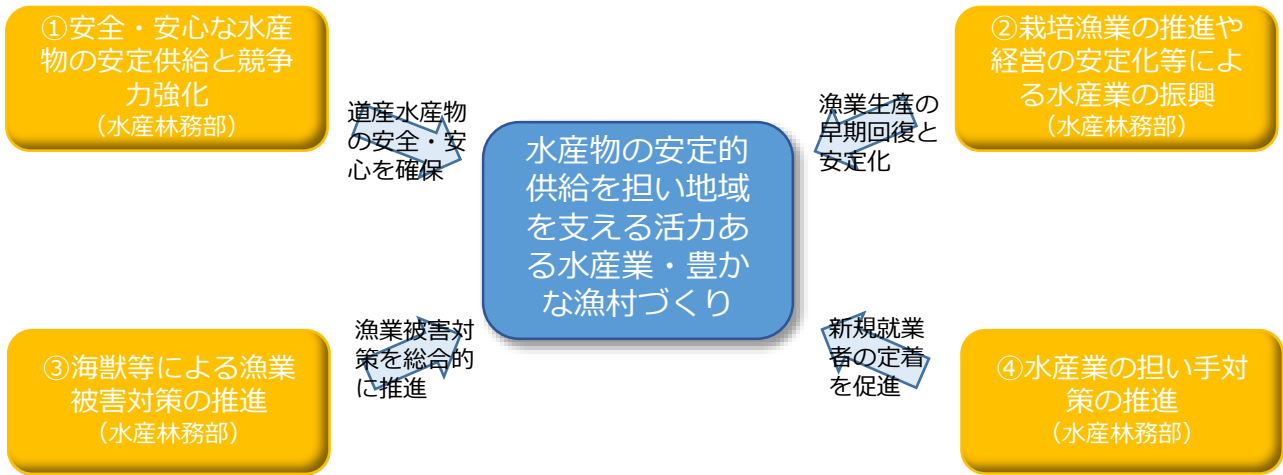 ①安全・安心な水産
物の安定供給と競争
力強化
（水産林務部）
道産水産物
の安全・安
心を確保
②栽培漁業の推進や
経営の安定化等によ
る水産業の振興
（水産林務部）
漁業生産の
早期回復と
安定化
水産物の安定的
供給を担い地域
を支える活力あ
る水産業・豊か
な漁村づくり
③海獣等による漁業
被害対策の推進
（水産林務部）
漁業被害対
策を総合的
に推進
新規就業
者の定着
を促進
④水産業の担い手対
策の推進
（水産林務部）